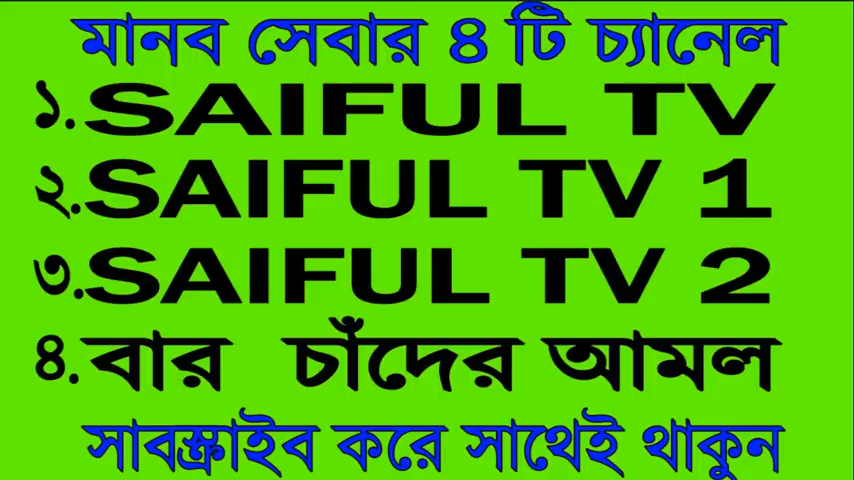 মানব সেবার ৪ টি চ্যানেল
১.SAIFUL TV
২.SAIFUL TV 1
৩.SAIFUL TV 2
৪.বার চাঁদের আমল
সাবস্ক্রাইব করে সাথেই থাকুন